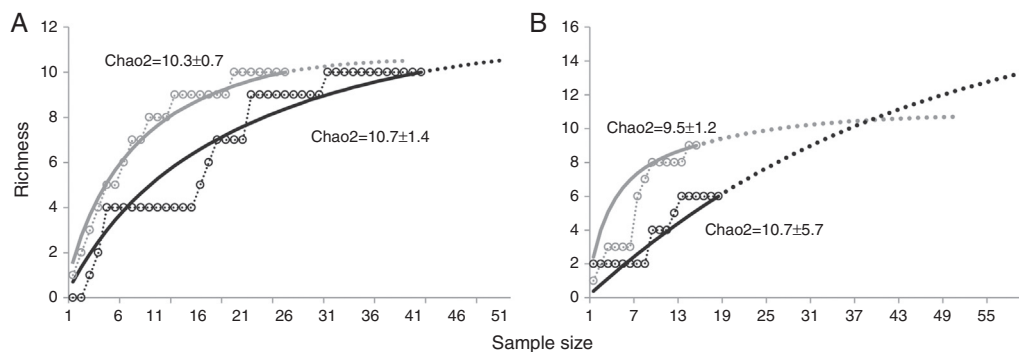 A
B
Richness
12
10
8
6
4
2
0
Chao2=10.3±0.7
Chao2=10.7±1.4
1 6 11 16 21 26 31 36 41 46 51
16
14
12
10
8
6
4
2
0
Chao2=9.5±1.2
Chao2=10.7±5.7
1 7 13 19 25 31 37 43 49 55
Sample size